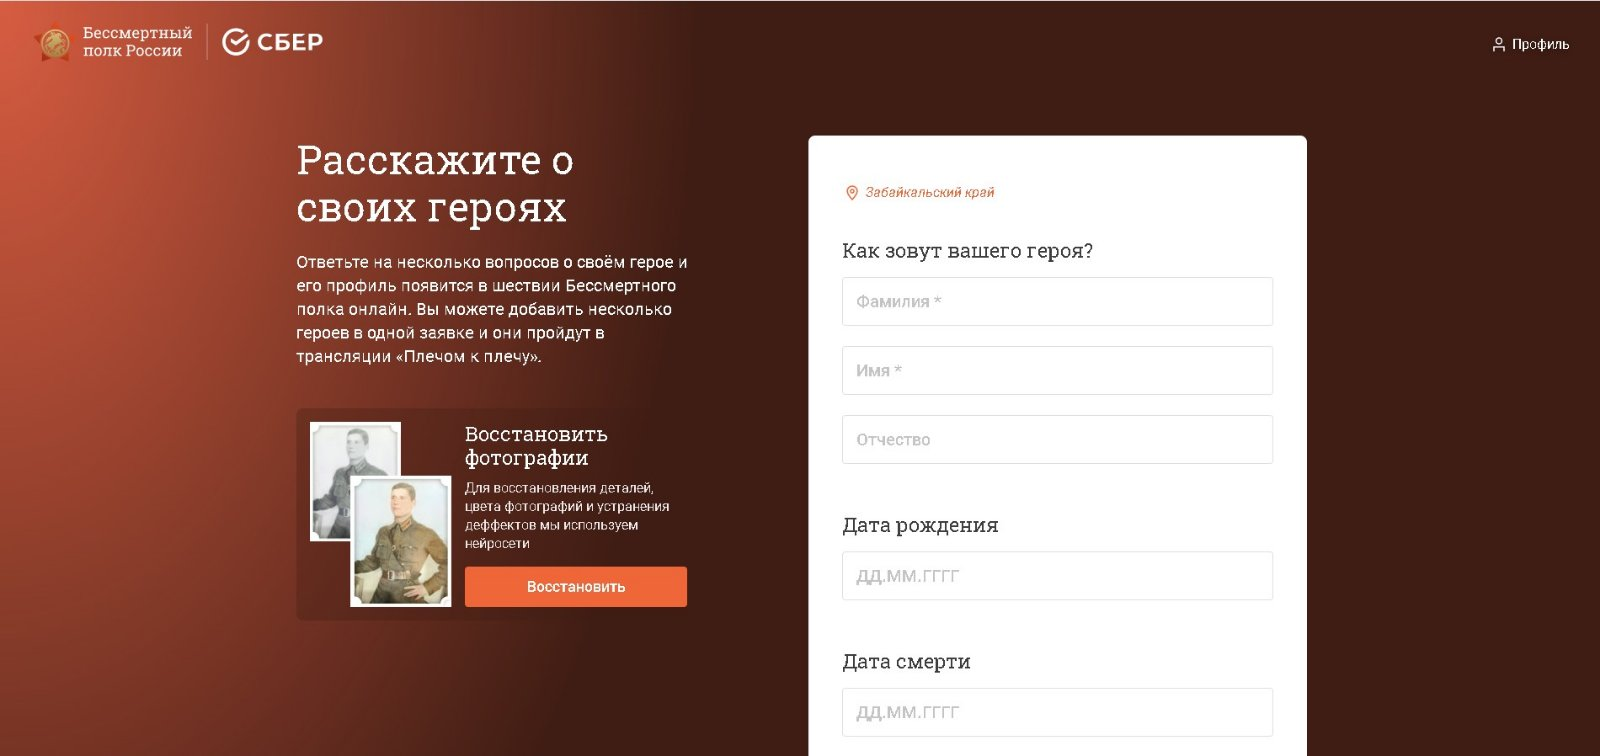 Бессмертный
полк России
СБЕР
Профиль
Расскажите о
своих героях
Ответьте на несколько вопросов о своём герое и
его профиль появится в шествии Бессмертного
полка онлайн. Вы можете добавить несколько
героев в одной заявке и они пройдут в
трансляции «Плечом к плечу».
Восстановить
фотографии
Для восстановления деталей,
цвета фотографий и устранения
деффектов мы используем
нейросети
Восстановить
Забайкальский край
Как зовут вашего героя?
Фамилия *
Имя *
Отчество
Дата рождения
ДД.ММ.ГГГГ
Дата смерти
ДД.ММ.ГГГГ